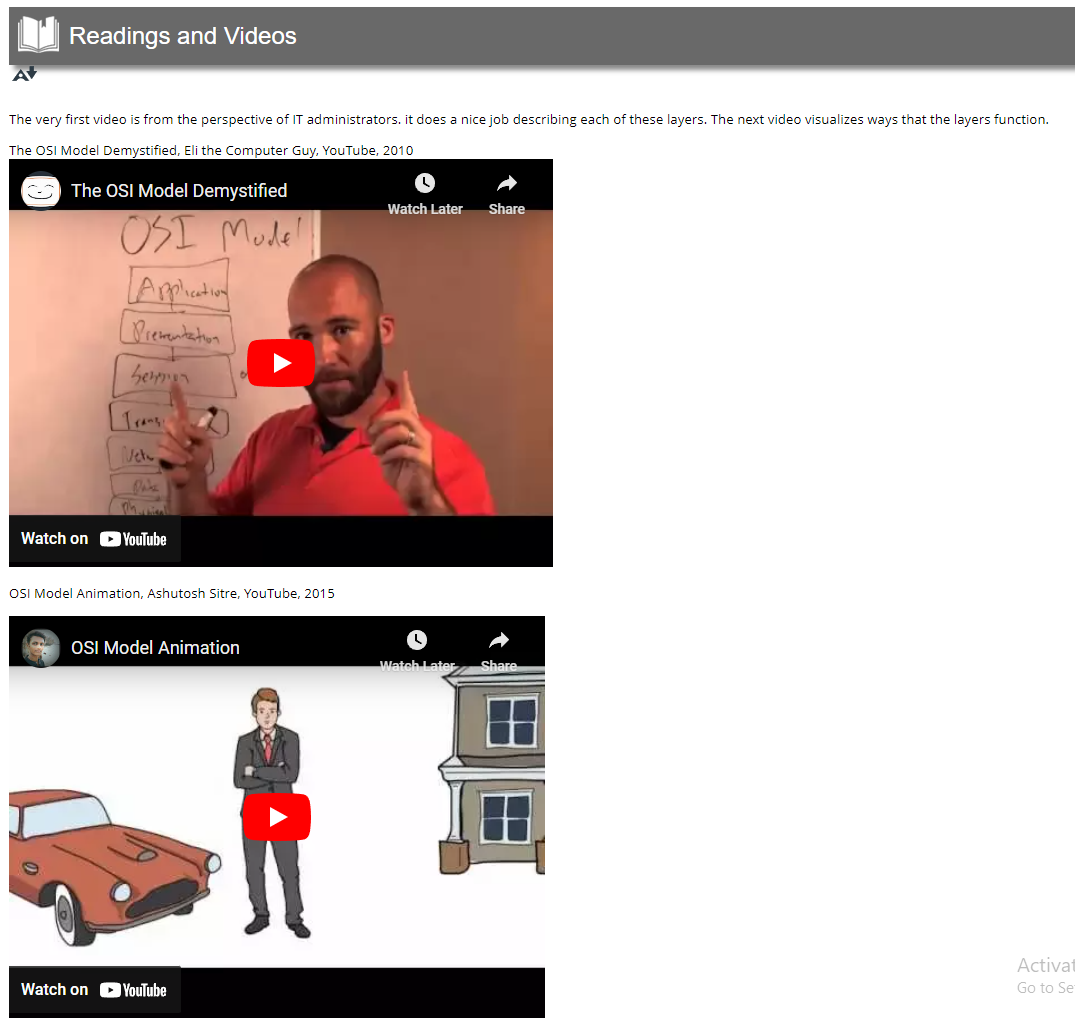 Readings and Videos
The very first video is from the perspective of IT administrators. it does a nice job describing each of these layers. The next video visualizes ways that the layers function.
The OSI Model Demystified, Eli the Computer Guy, YouTube, 2010
The OSI Model Demystified
Watch Later
Share
OSI Model
Application
Presentation
Session
Watch on YouTube
OSI Model Animation, Ashutosh Sitre, YouTube, 2015
OSI Model Animation
Watch Later
Share
Watch on YouTube
Activat
Go to Se